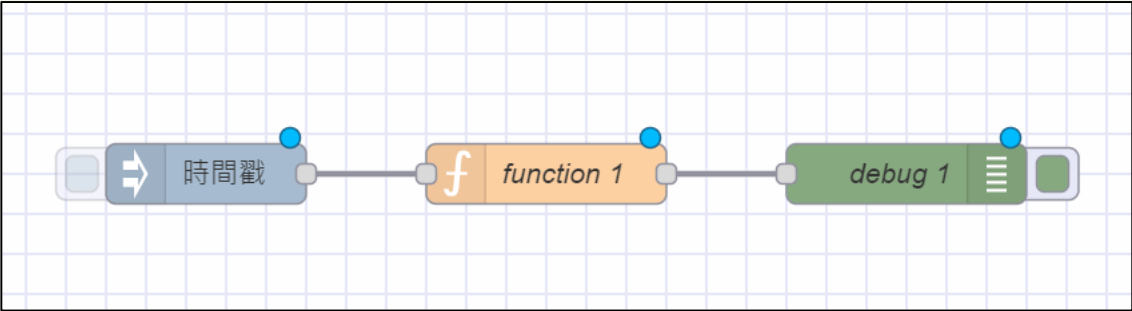 時間戳
function 1
debug 1